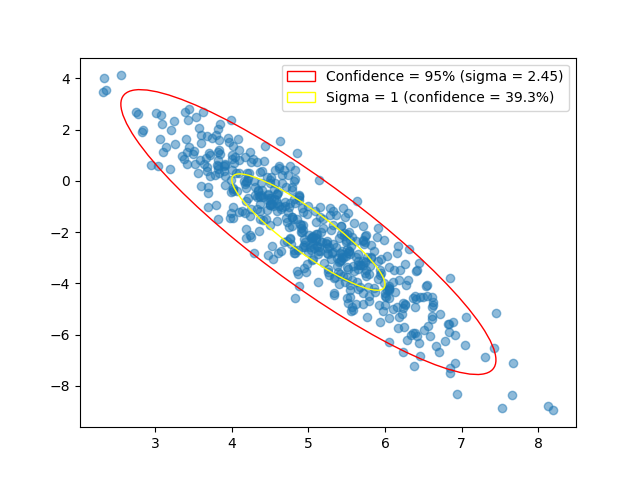 Confidence = 95% (sigma = 2.45)
Sigma = 1 (confidence = 39.3%)
4
2
0
−2
−4
−6
−8
3 4 5 6 7 8